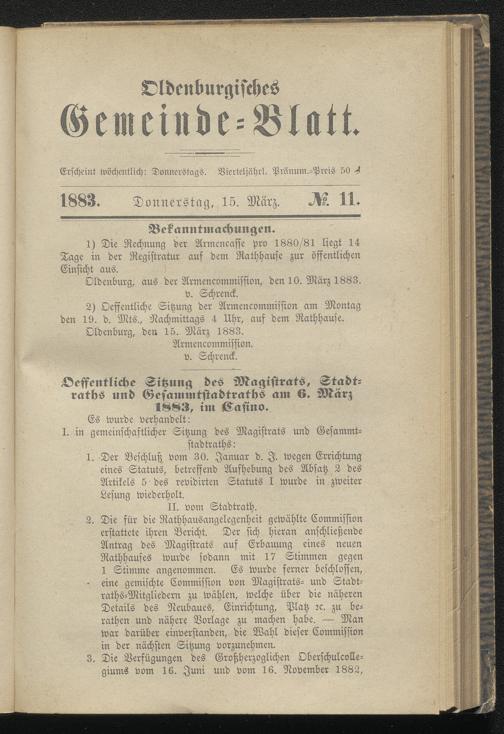 Oldenburgisches
Gemeinde-Blatt.
Erscheint wöchentlich: Donnerstags. Vierteljährl. Pränum.-Preis 50 ₰
1883. Donnerstag, 15. März. № 11.
Bekanntmachungen.
1) Die Rechnung der Armencasse pro 1880/81 liegt 14
Tage in der Registratur auf dem Rathhause zur öffentlichen
Einsicht aus.
Oldenburg, aus der Armencommission, den 10. März 1883.
v. Schrenck.
2) Oeffentliche Sitzung der Armencommission am Montag
den 19. d. Mts., Nachmittags 4 Uhr, auf dem Rathhause.
Oldenburg, den 15. März 1883.
Armencommission.
v. Schrenck.
Oeffentliche Sitzung des Magistrats, Stadt-
raths und Gesammtstadtraths am 6. März
1883, im Casino.
Es wurde verhandelt:
I. in gemeinschaftlicher Sitzung des Magistrats und Gesammt-
stadtraths:
1. Der Beschluß vom 30. Januar d. J. wegen Errichtung
eines Statuts, betreffend Aufhebung des Absatz 2 des
Artikels 5 des revidirten Statuts I wurde in zweiter
Lesung wiederholt.
II. vom Stadtrath.
2. Die für die Rathhausangelegenheit gewählte Commission
erstattete ihren Bericht. Der sich hieran anschließende
Antrag des Magistrats auf Erbauung eines neuen
Rathhauses wurde sodann mit 17 Stimmen gegen
1 Stimme angenommen. Es wurde ferner beschlossen,
eine gemischte Commission von Magistrats- und Stadt-
raths-Mitgliedern zu wählen, welche über die näheren
Details des Neubaues, Einrichtung, Platz ꝛc. zu be-
rathen und nähere Vorlage zu machen habe. — Man
war darüber einverstanden, die Wahl dieser Commission
in der nächsten Sitzung vorzunehmen.
3. Die Verfügungen des Großherzoglichen Oberschulcolle-
giums vom 16. Juni und vom 16. November 1882,